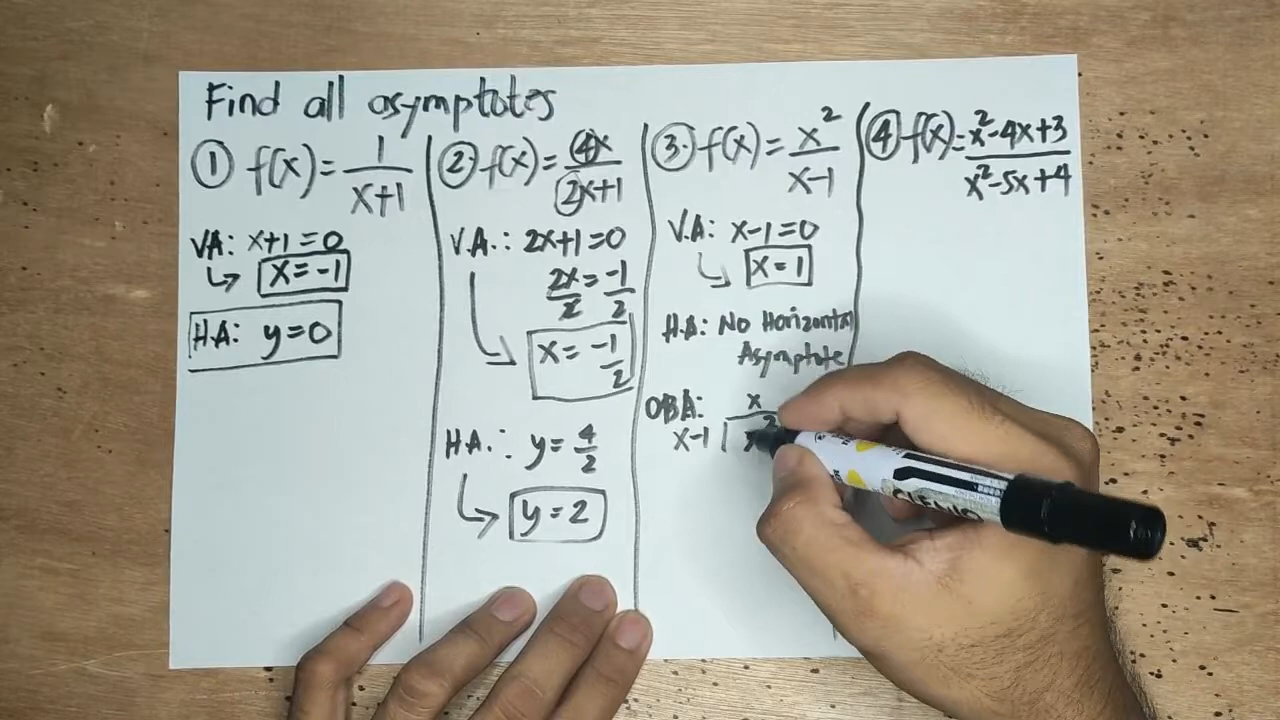 Find all asymptotes
① f(x)= 1/(x+1)
V.A: x+1=0
↳ x=-1
H.A: y=0
②. f(x)= 4x/(2x+1)
V.A.: 2x+1=0
2x/2 = -1/2
x= -1/2
H.A.: y= 4/2
↳ y=2
③. f(x)= x²/(x-1)
V.A: x-1=0
↳ x=1
H.A: No Horizontal
Asymptote
OBA: x
x-1
④ f(x)= (x²-4x+3)/(x²-5x+4)
GLENIO